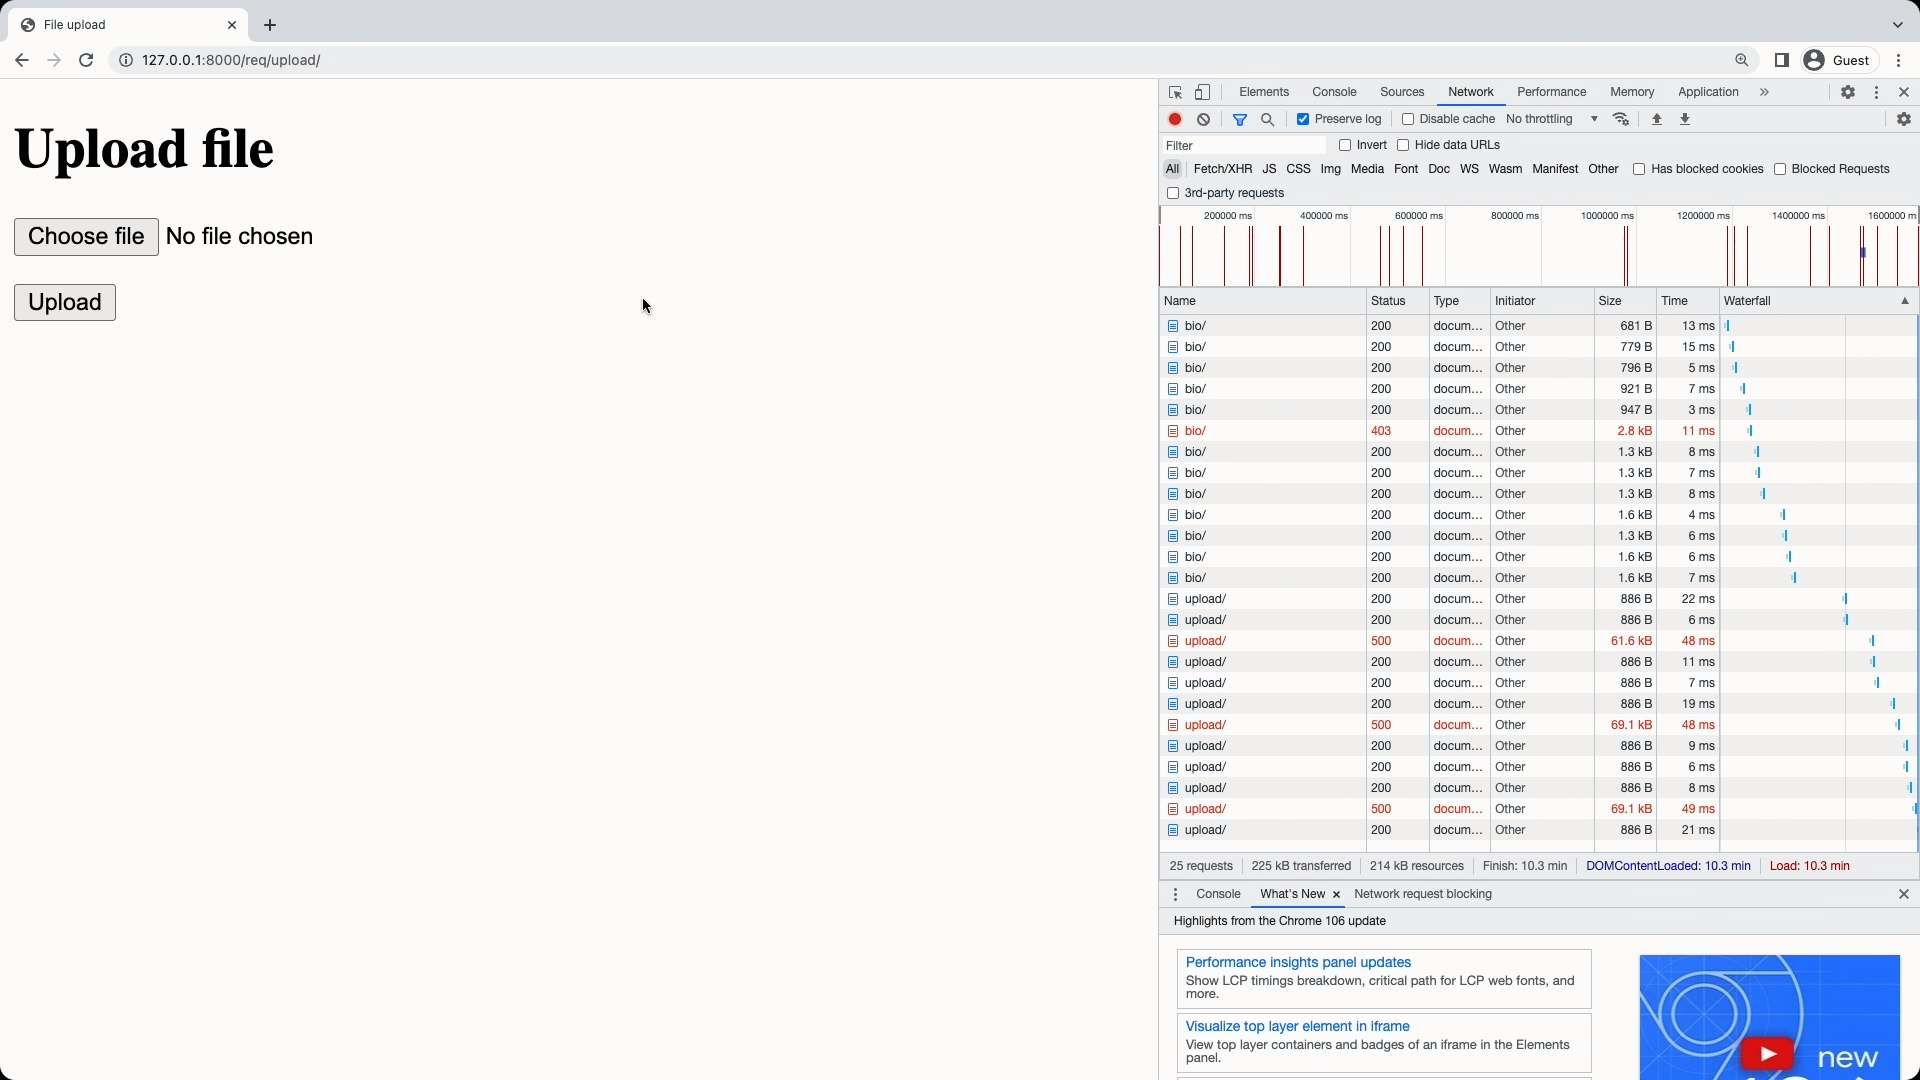 File upload
127.0.0.1:8000/req/upload/
Guest
Upload file
Choose file No file chosen
Upload
Elements Console Sources Network Performance Memory Application
Preserve log Disable cache No throttling
Filter Invert Hide data URLs
All Fetch/XHR JS CSS Img Media Font Doc WS Wasm Manifest Other Has blocked cookies Blocked Requests
3rd-party requests
200000 ms 400000 ms 600000 ms 800000 ms 1000000 ms 1200000 ms 1400000 ms 1600000 m
Name Status Type Initiator Size Time Waterfall
bio/ 200 docum... Other 681 B 13 ms
bio/ 200 docum... Other 779 B 15 ms
bio/ 200 docum... Other 796 B 5 ms
bio/ 200 docum... Other 921 B 7 ms
bio/ 200 docum... Other 947 B 3 ms
bio/ 403 docum... Other 2.8 kB 11 ms
bio/ 200 docum... Other 1.3 kB 8 ms
bio/ 200 docum... Other 1.3 kB 7 ms
bio/ 200 docum... Other 1.3 kB 8 ms
bio/ 200 docum... Other 1.6 kB 4 ms
bio/ 200 docum... Other 1.3 kB 6 ms
bio/ 200 docum... Other 1.6 kB 6 ms
bio/ 200 docum... Other 1.6 kB 7 ms
upload/ 200 docum... Other 886 B 22 ms
upload/ 200 docum... Other 886 B 6 ms
upload/ 500 docum... Other 61.6 kB 48 ms
upload/ 200 docum... Other 886 B 11 ms
upload/ 200 docum... Other 886 B 7 ms
upload/ 200 docum... Other 886 B 19 ms
upload/ 500 docum... Other 69.1 kB 48 ms
upload/ 200 docum... Other 886 B 9 ms
upload/ 200 docum... Other 886 B 6 ms
upload/ 200 docum... Other 886 B 8 ms
upload/ 500 docum... Other 69.1 kB 49 ms
upload/ 200 docum... Other 886 B 21 ms
25 requests 225 kB transferred 214 kB resources Finish: 10.3 min DOMContentLoaded: 10.3 min Load: 10.3 min
Console What's New Network request blocking
Highlights from the Chrome 106 update
Performance insights panel updates
Show LCP timings breakdown, critical path for LCP web fonts, and
more.
Visualize top layer element in iframe
View top layer containers and badges of an iframe in the Elements
panel.
new